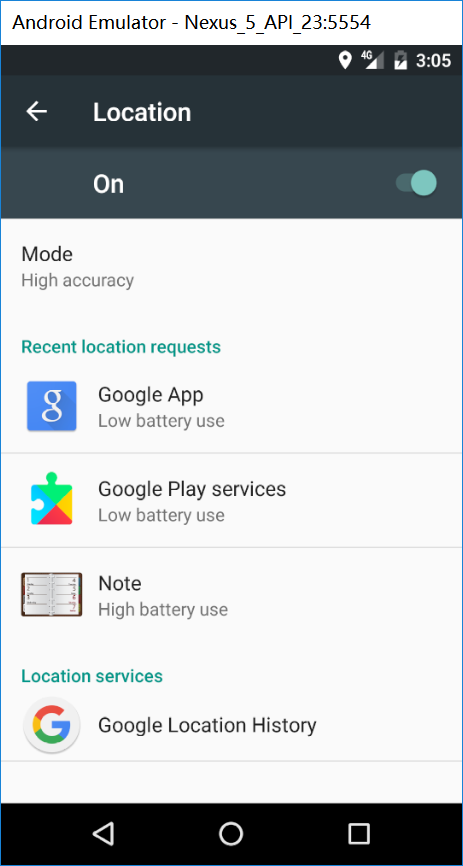 Android Emulator - Nexus_5_API_23:5554
4G 3:05
Location
On
Mode
High accuracy
Recent location requests
g
Google App
Low battery use
Google Play services
Low battery use
Note
High battery use
Location services
G
Google Location History